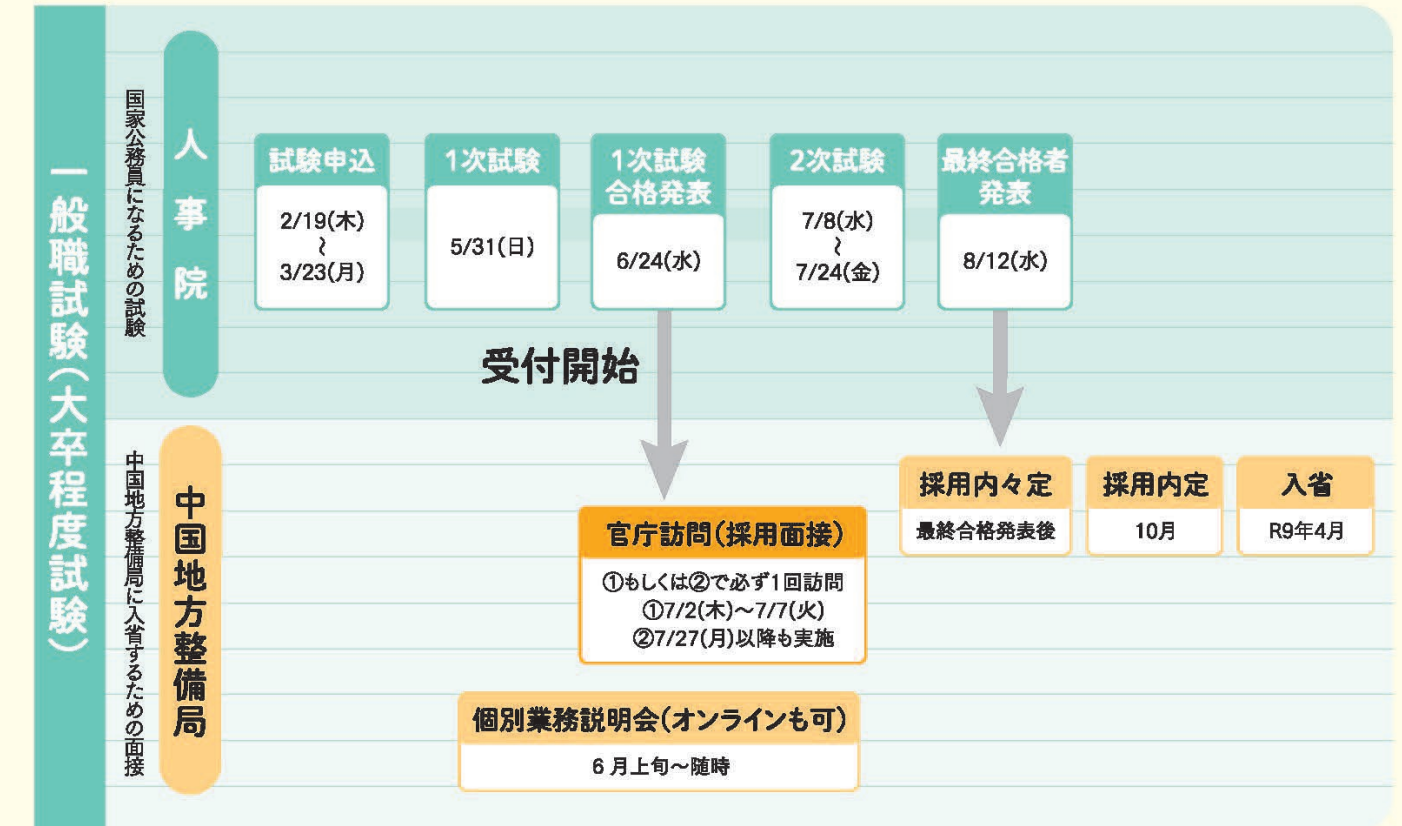 一般職試験(大卒程度試験)
国家公務員になるための試験
人事院
試験申込
2/19(木)
〜
3/23(月)
1次試験
5/31(日)
1次試験
合格発表
6/24(水)
2次試験
7/8(水)
〜
7/24(金)
最終合格者
発表
8/12(水)
受付開始
中国地方整備局に入省するための面接
中国地方整備局
官庁訪問(採用面接)
①もしくは②で必ず1回訪問
①7/2(木)〜7/7(火)
②7/27(月)以降も実施
採用内々定
最終合格発表後
採用内定
10月
入省
R9年4月
個別業務説明会(オンラインも可)
6月上旬〜随時